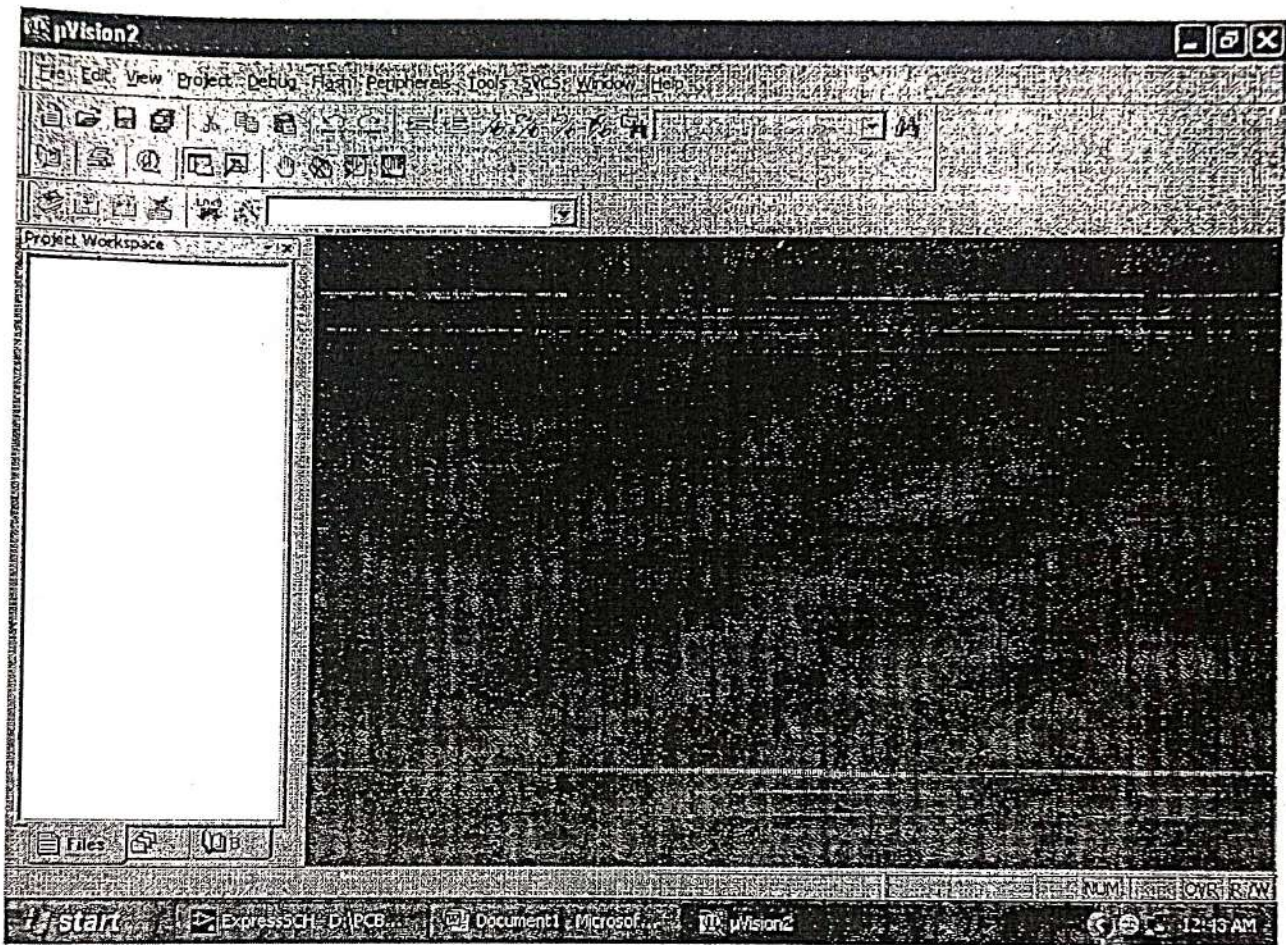 µVision2
File Edit View Project Debug Flash Peripherals Tools SVCS Window Help
Project Workspace
Files B
NUM OVR R/W
start ExpressSCH - D:\PCB... Document1 - Microsof... µVision2 12:43 AM